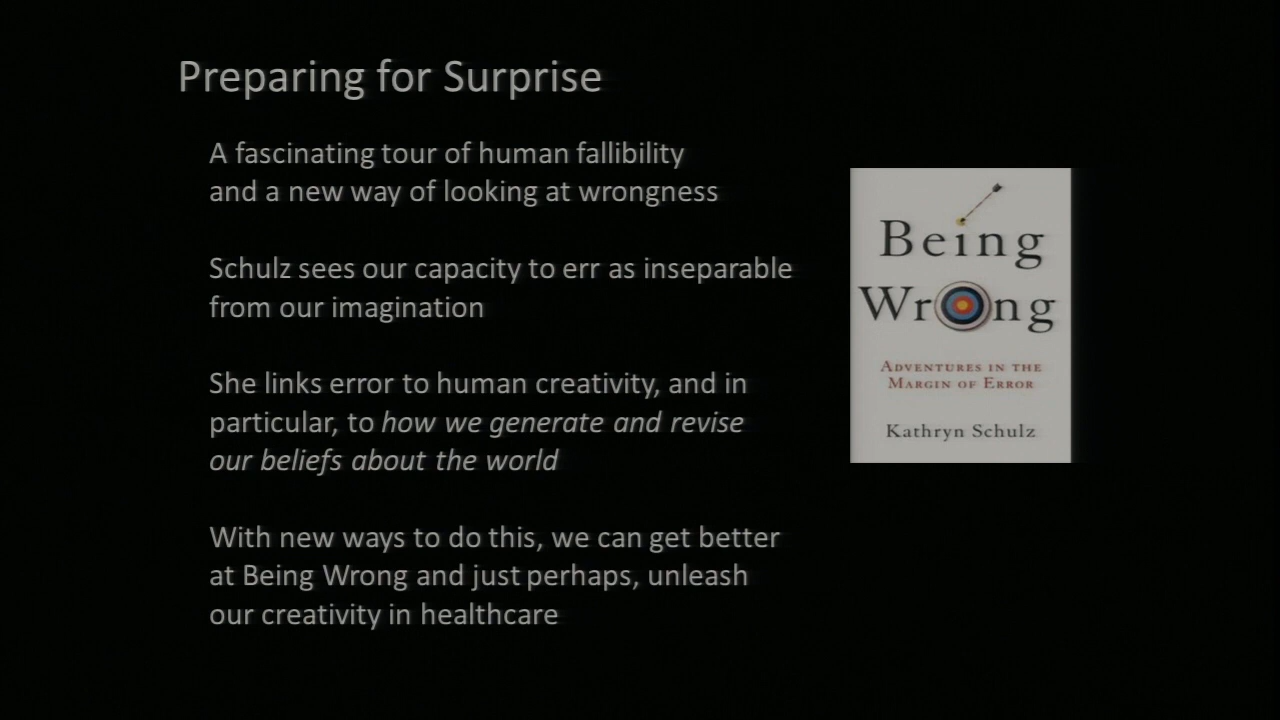 Preparing for Surprise
A fascinating tour of human fallibility
and a new way of looking at wrongness
Schulz sees our capacity to err as inseparable
from our imagination
She links error to human creativity, and in
particular, to how we generate and revise
our beliefs about the world
With new ways to do this, we can get better
at Being Wrong and just perhaps, unleash
our creativity in healthcare
Being
Wrong
Adventures in the
Margin of Error
Kathryn Schulz